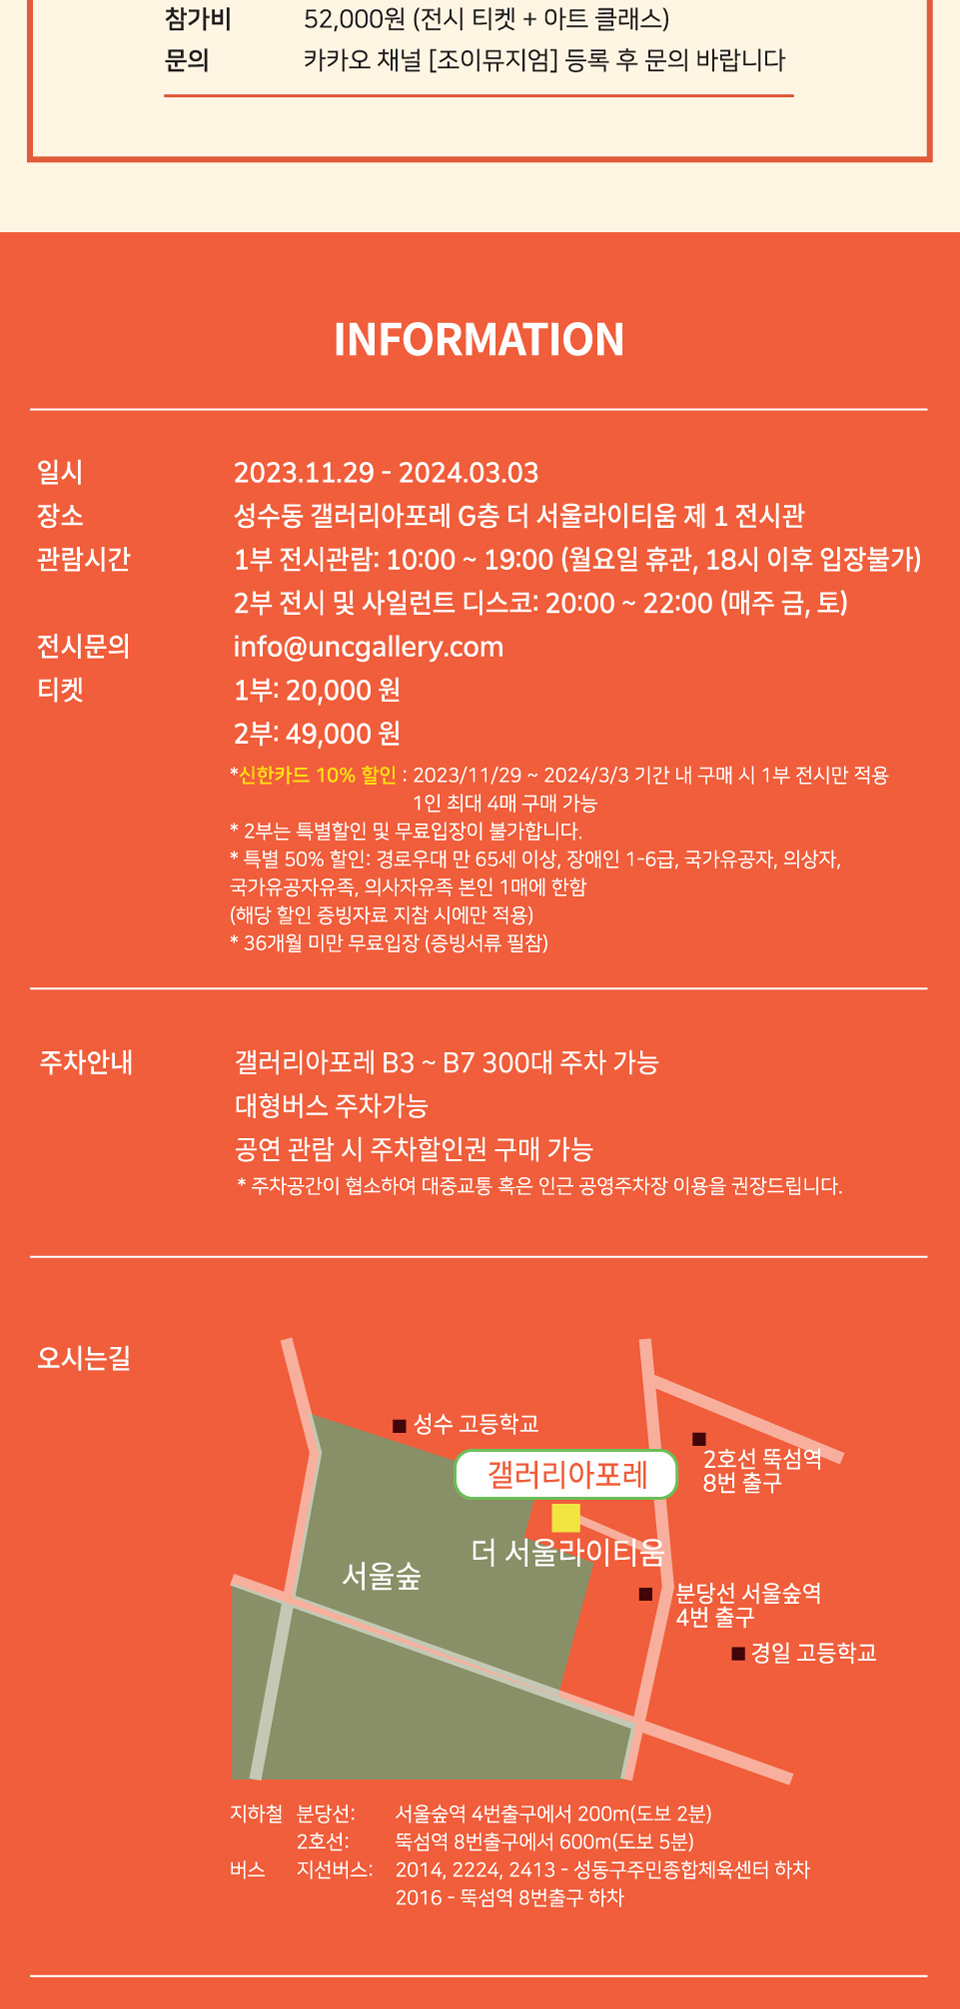 참가비 52,000원 (전시 티켓 + 아트 클래스)
문의 카카오 채널 [조이뮤지엄] 등록 후 문의 바랍니다
INFORMATION
일시 2023.11.29 - 2024.03.03
장소 성수동 갤러리아포레 G층 더 서울라이티움 제 1 전시관
관람시간 1부 전시관람: 10:00 ~ 19:00 (월요일 휴관, 18시 이후 입장불가)
2부 전시 및 사일런트 디스코: 20:00 ~ 22:00 (매주 금, 토)
전시문의 info@uncgallery.com
티켓 1부: 20,000 원
2부: 49,000 원
*신한카드 10% 할인 : 2023/11/29 ~ 2024/3/3 기간 내 구매 시 1부 전시만 적용
1인 최대 4매 구매 가능
* 2부는 특별할인 및 무료입장이 불가합니다.
* 특별 50% 할인: 경로우대 만 65세 이상, 장애인 1-6급, 국가유공자, 의상자,
국가유공자유족, 의사자유족 본인 1매에 한함
(해당 할인 증빙자료 지참 시에만 적용)
* 36개월 미만 무료입장 (증빙서류 필참)
주차안내 갤러리아포레 B3 ~ B7 300대 주차 가능
대형버스 주차가능
공연 관람 시 주차할인권 구매 가능
* 주차공간이 협소하여 대중교통 혹은 인근 공영주차장 이용을 권장드립니다.
오시는길
성수 고등학교
갤러리아포레
2호선 뚝섬역
8번 출구
더 서울라이티움
서울숲
분당선 서울숲역
4번 출구
경일 고등학교
지하철 분당선: 서울숲역 4번출구에서 200m(도보 2분)
2호선: 뚝섬역 8번출구에서 600m(도보 5분)
버스 지선버스: 2014, 2224, 2413 - 성동구주민종합체육센터 하차
2016 - 뚝섬역 8번출구 하차